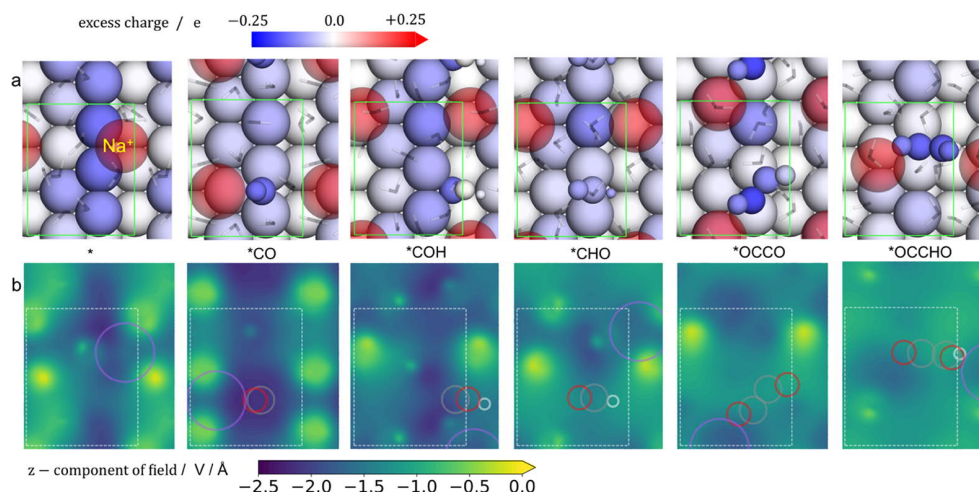 excess charge / e −0.25 0.0 +0.25
a
Na⁺
* *CO *COH *CHO *OCCO *OCCHO
b
z − component of field / V / Å
−2.5 −2.0 −1.5 −1.0 −0.5 0.0